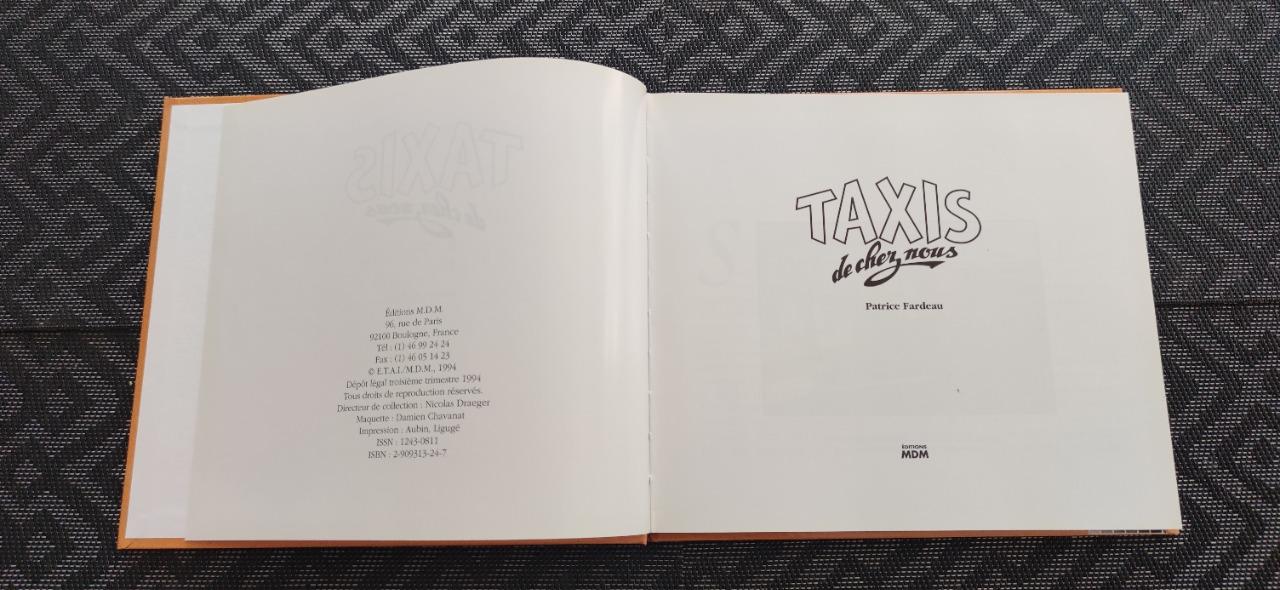 Éditions M.D.M.
96, rue de Paris
92100 Boulogne, France
Tél : (1) 46 99 24 24
Fax : (1) 46 05 14 23
© E.T.A.I./M.D.M., 1994
Dépôt légal troisième trimestre 1994
Tous droits de reproduction réservés.
Directeur de collection : Nicolas Draeger
Maquette : Damien Chavanat
Impression : Aubin, Ligugé
ISSN : 1243-0811
ISBN : 2-909313-24-7
TAXIS
de chez nous
Patrice Fardeau
ÉDITIONS
MDM